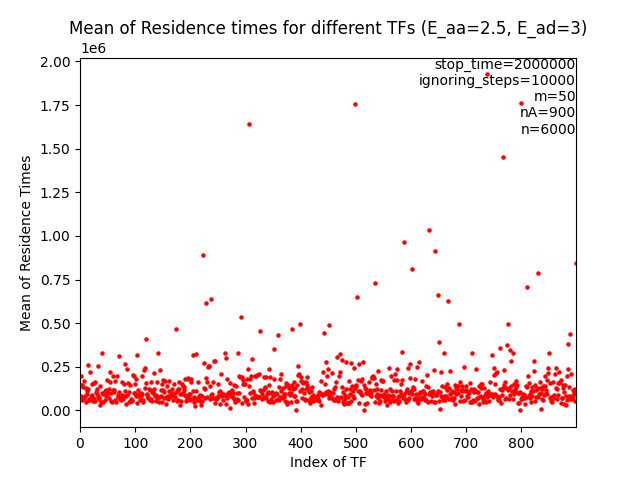 Mean of Residence times for different TFs (E_aa=2.5, E_ad=3)
1e6
stop_time=2000000
ignoring_steps=10000
m=50
nA=900
n=6000
2.00
1.75
1.50
1.25
1.00
0.75
0.50
0.25
0.00
Mean of Residence Times
0 100 200 300 400 500 600 700 800
Index of TF